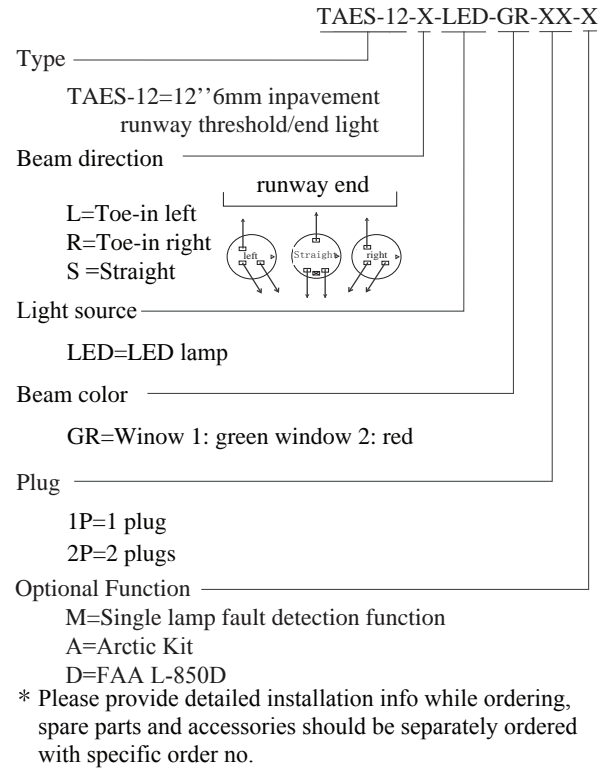 TAES-12-X-LED-GR-XX-X
Type
TAES-12=12’’6mm inpavement
runway threshold/end light
Beam direction
runway end
L=Toe-in left
R=Toe-in right
S =Straight
left
Straight
right
Light source
LED=LED lamp
Beam color
GR=Winow 1: green window 2: red
Plug
1P=1 plug
2P=2 plugs
Optional Function
M=Single lamp fault detection function
A=Arctic Kit
D=FAA L-850D
* Please provide detailed installation info while ordering,
spare parts and accessories should be separately ordered
with specific order no.